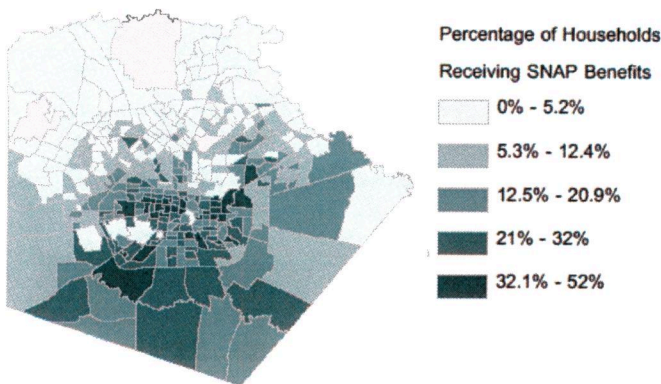 Percentage of Households
Receiving SNAP Benefits
0% - 5.2%
5.3% - 12.4%
12.5% - 20.9%
21% - 32%
32.1% - 52%